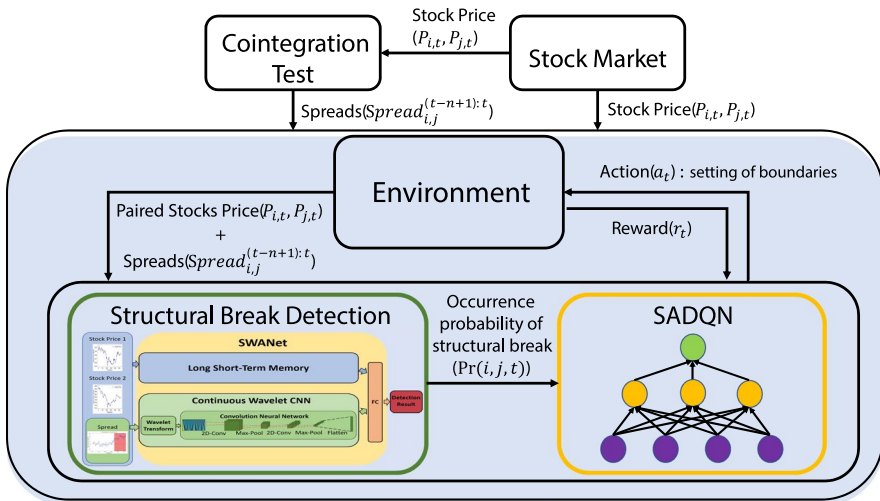 Stock Price
(P_{i,t}, P_{j,t})
Cointegration
Test
Stock Market
Spreads(Spread_{i,j}^{(t−n+1):t})
Stock Price(P_{i,t}, P_{j,t})
Environment
Action(a_t) : setting of boundaries
Paired Stocks Price(P_{i,t}, P_{j,t})
+
Spreads(Spread_{i,j}^{(t−n+1):t})
Reward(r_t)
Structural Break Detection
Stock Price 1
Stock Price 2
Spread
SWANet
Long Short-Term Memory
Continuous Wavelet CNN
Convolution Neural Network
Wavelet
Transform
2D-Conv
Max-Pool
2D-Conv
Max-Pool
Flatten
FC
Detection
Result
Occurrence
probability of
structural break
(Pr(i, j, t))
SADQN